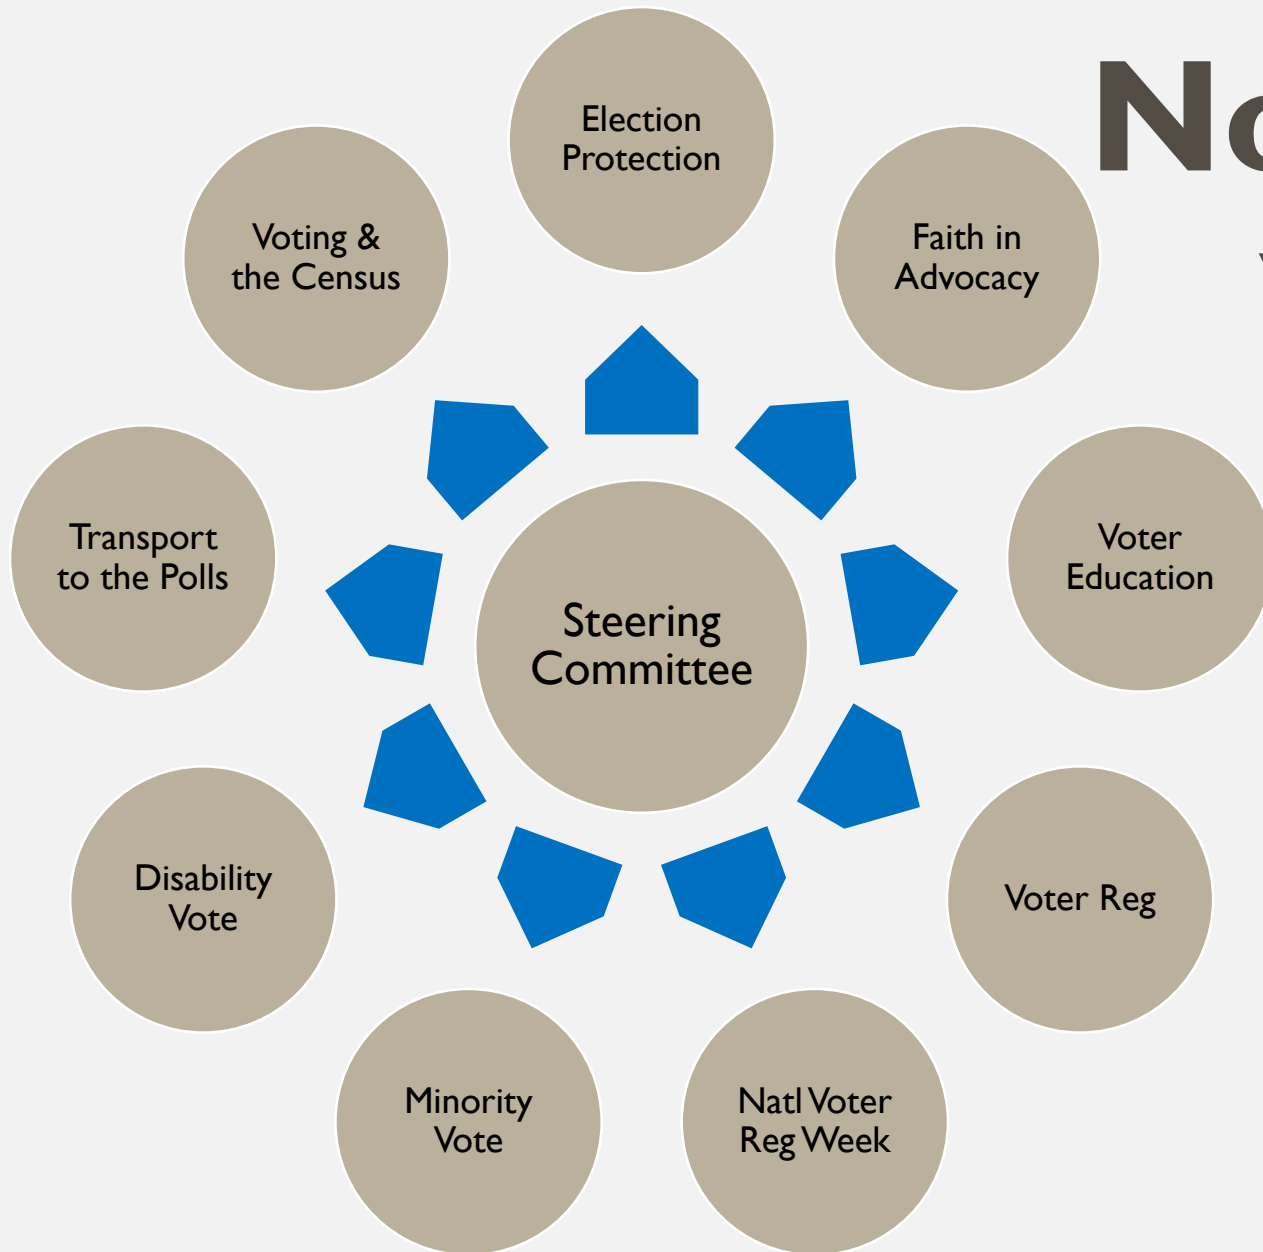 Election
Protection
Faith in
Advocacy
Voter
Education
Voter Reg
Natl Voter
Reg Week
Minority
Vote
Disability
Vote
Transport
to the Polls
Voting &
the Census
Steering
Committee